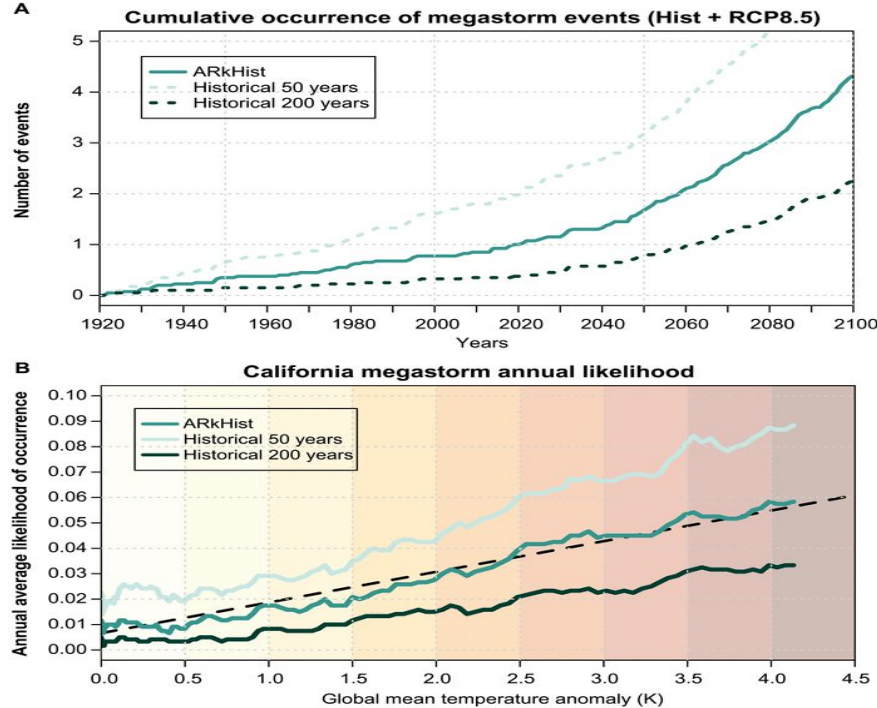 A
Cumulative occurrence of megastorm events (Hist + RCP8.5)
Number of events
5
4
3
2
1
0
ARkHist
Historical 50 years
Historical 200 years
1920 1940 1960 1980 2000 2020 2040 2060 2080 2100
Years
B
California megastorm annual likelihood
Annual average likelihood of occurrence
0.10
0.09
0.08
0.07
0.06
0.05
0.04
0.03
0.02
0.01
0.00
ARkHist
Historical 50 years
Historical 200 years
0.0 0.5 1.0 1.5 2.0 2.5 3.0 3.5 4.0 4.5
Global mean temperature anomaly (K)